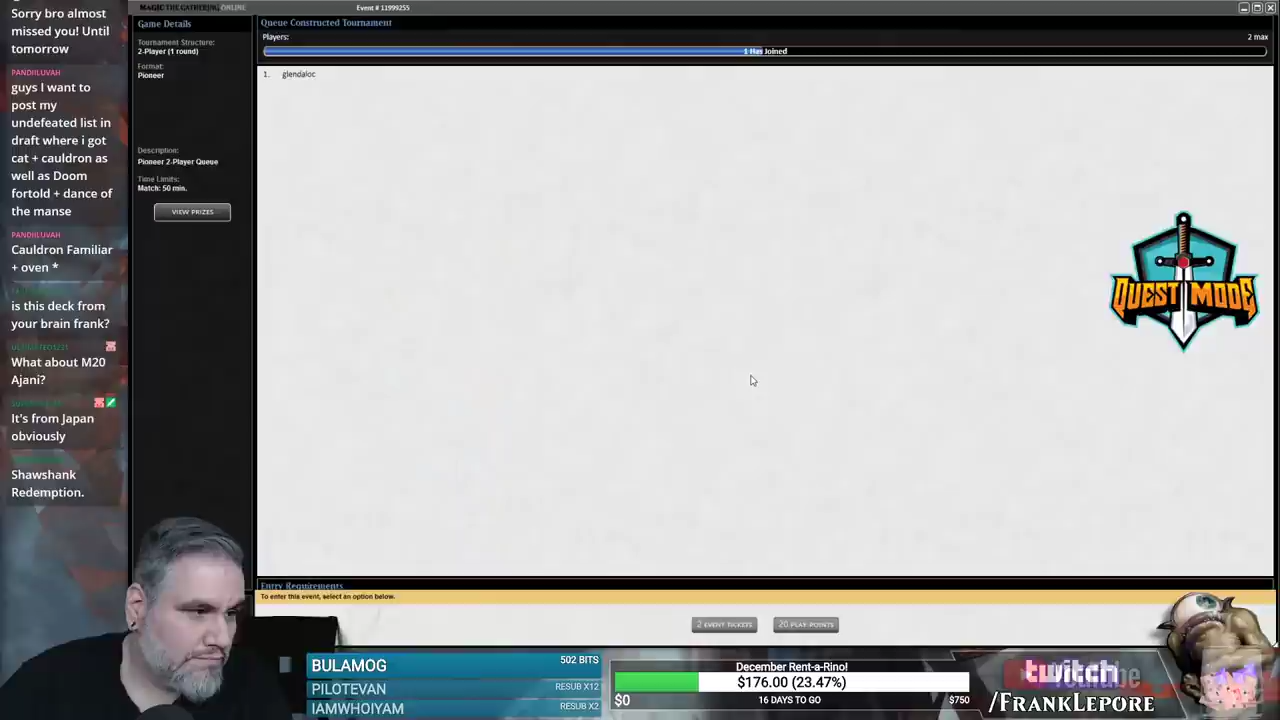 Sorry bro almost
missed you! Until
tomorrow
PANDIILUVAH
guys I want to
post my
undefeated list in
draft where i got
cat + cauldron as
well as Doom
fortold + dance of
the manse
PANDIILUVAH
Cauldron Familiar
+ oven *
is this deck from
your brain frank?
What about M20
Ajani?
It's from Japan
obviously
Shawshank
Redemption.
MAGIC THE GATHERING ONLINE
Event # 11999255
Game Details
Tournament Structure:
2-Player (1 round)
Format:
Pioneer
Description:
Pioneer 2-Player Queue
Time Limits:
Match: 50 min.
VIEW PRIZES
Queue Constructed Tournament
Players:
2 max
1 Has Joined
1. glendaloc
QUEST MODE
Entry Requirements
To enter this event, select an option below.
2 EVENT TICKETS
20 PLAY POINTS
BULAMOG 502 BITS
PILOTEVAN RESUB X12
IAMWHOIYAM RESUB X2
December Rent-a-Rino!
$176.00 (23.47%)
$0 16 DAYS TO GO $750
twitch
/FRANKLEPORE